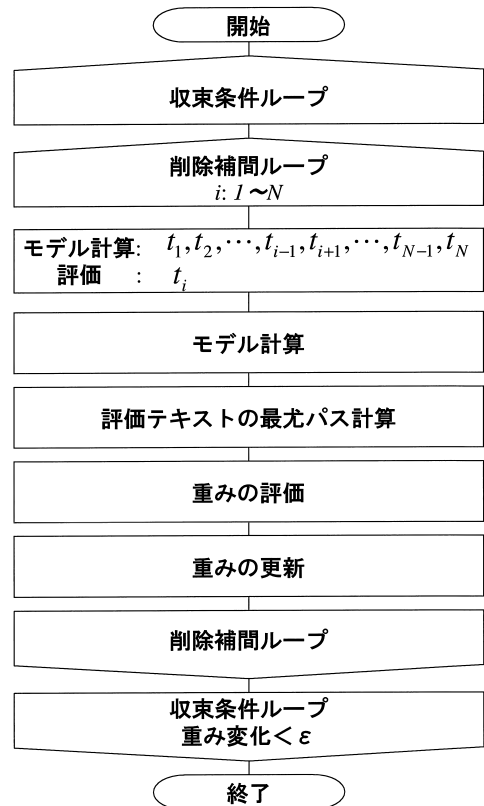 開始
収束条件ループ
削除補間ループ
i: 1〜N
モデル計算: t₁,t₂,⋯,tᵢ₋₁,tᵢ₊₁,⋯,t_{N−1},t_N
評価 : tᵢ
モデル計算
評価テキストの最尤パス計算
重みの評価
重みの更新
削除補間ループ
収束条件ループ
重み変化<ε
終了